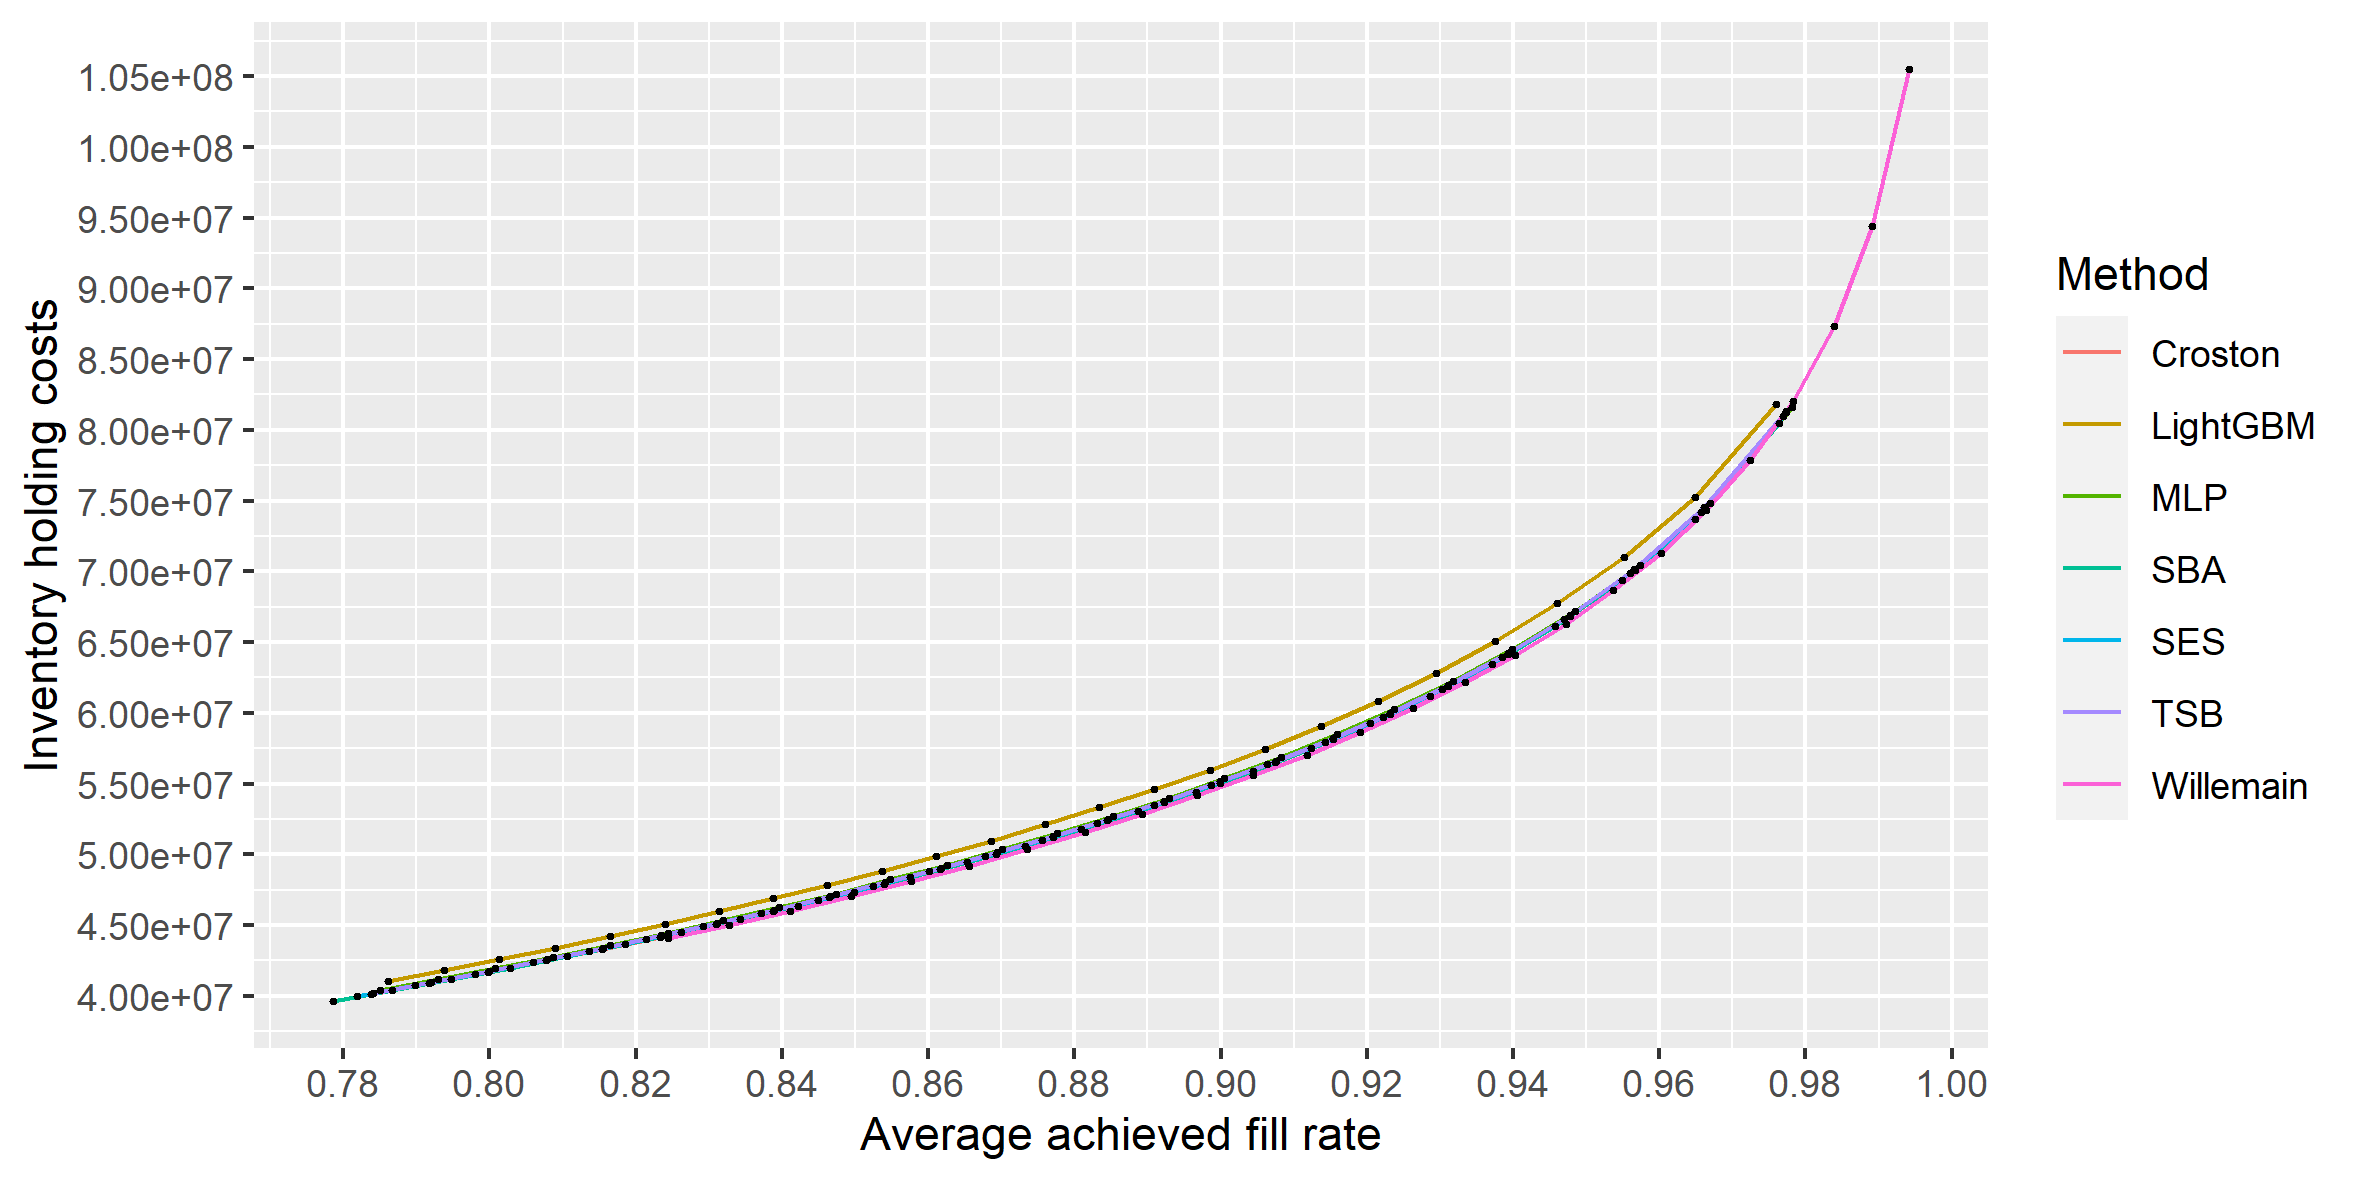 1.05e+08
1.00e+08
9.50e+07
9.00e+07
8.50e+07
8.00e+07
7.50e+07
7.00e+07
6.50e+07
6.00e+07
5.50e+07
5.00e+07
4.50e+07
4.00e+07
Inventory holding costs
0.78 0.80 0.82 0.84 0.86 0.88 0.90 0.92 0.94 0.96 0.98 1.00
Average achieved fill rate
Method
Croston
LightGBM
MLP
SBA
SES
TSB
Willemain